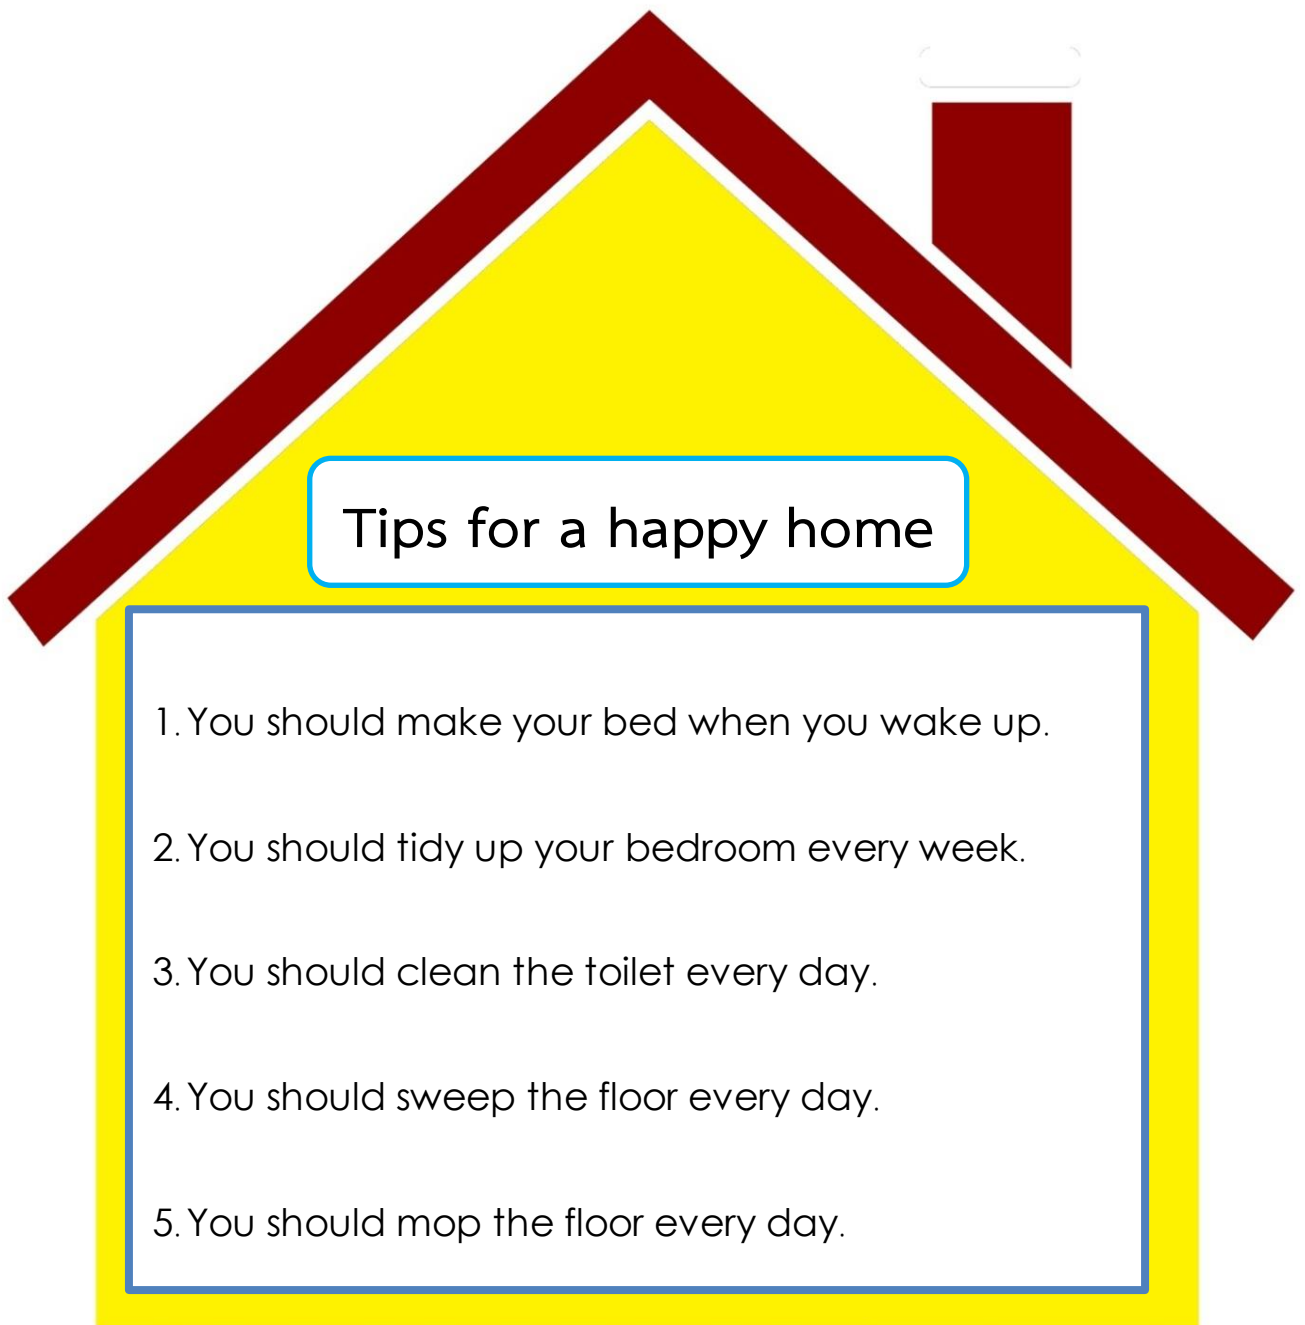 Tips for a happy home
1. You should make your bed when you wake up.
2. You should tidy up your bedroom every week.
3. You should clean the toilet every day.
4. You should sweep the floor every day.
5. You should mop the floor every day.